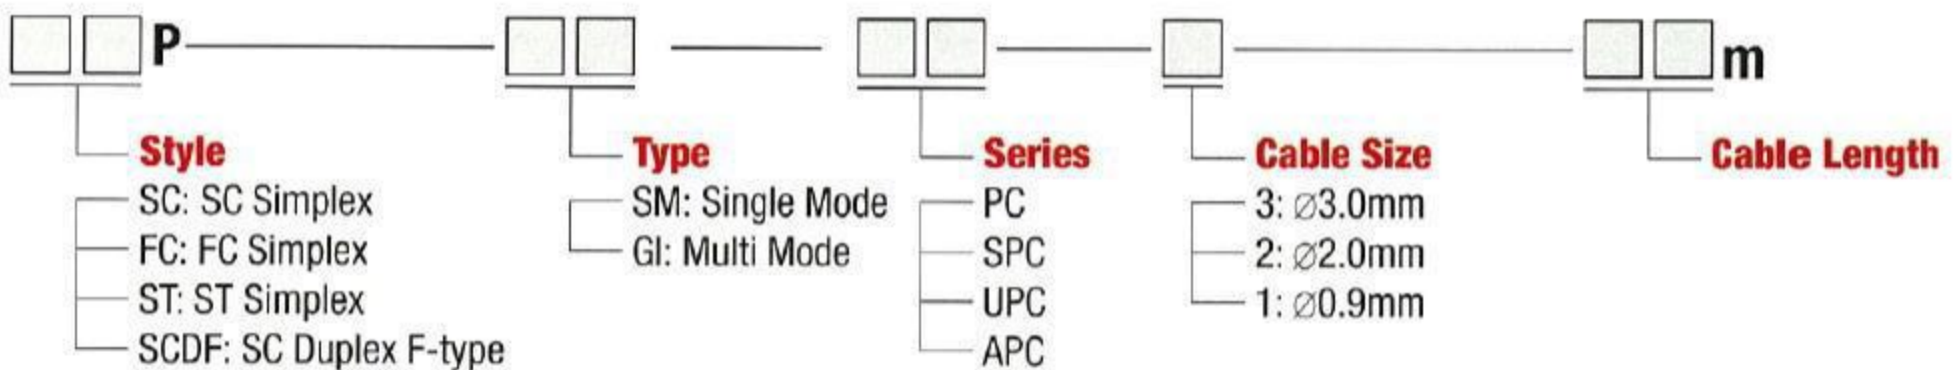 P m
Style Type Series Cable Size Cable Length
SC: SC Simplex SM: Single Mode PC 3: ∅3.0mm
FC: FC Simplex GI: Multi Mode SPC 2: ∅2.0mm
ST: ST Simplex UPC 1: ∅0.9mm
SCDF: SC Duplex F-type APC